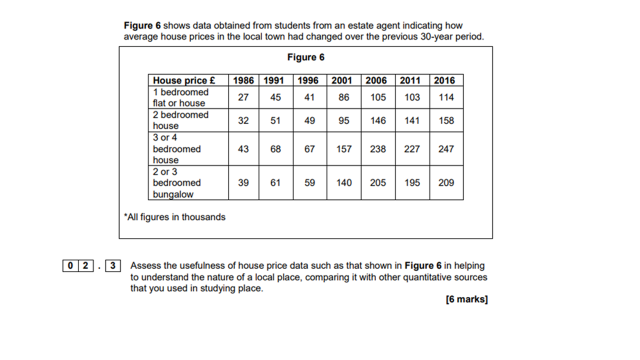 Figure 6 shows data obtained from students from an estate agent indicating how
average house prices in the local town had changed over the previous 30-year period.
Figure 6
House price £ 1986 1991 1996 2001 2006 2011 2016
1 bedroomed
flat or house 27 45 41 86 105 103 114
2 bedroomed
house 32 51 49 95 146 141 158
3 or 4
bedroomed 43 68 67 157 238 227 247
house
2 or 3
bedroomed 39 61 59 140 205 195 209
bungalow
*All figures in thousands
0 2 . 3 Assess the usefulness of house price data such as that shown in Figure 6 in helping
to understand the nature of a local place, comparing it with other quantitative sources
that you used in studying place.
[6 marks]